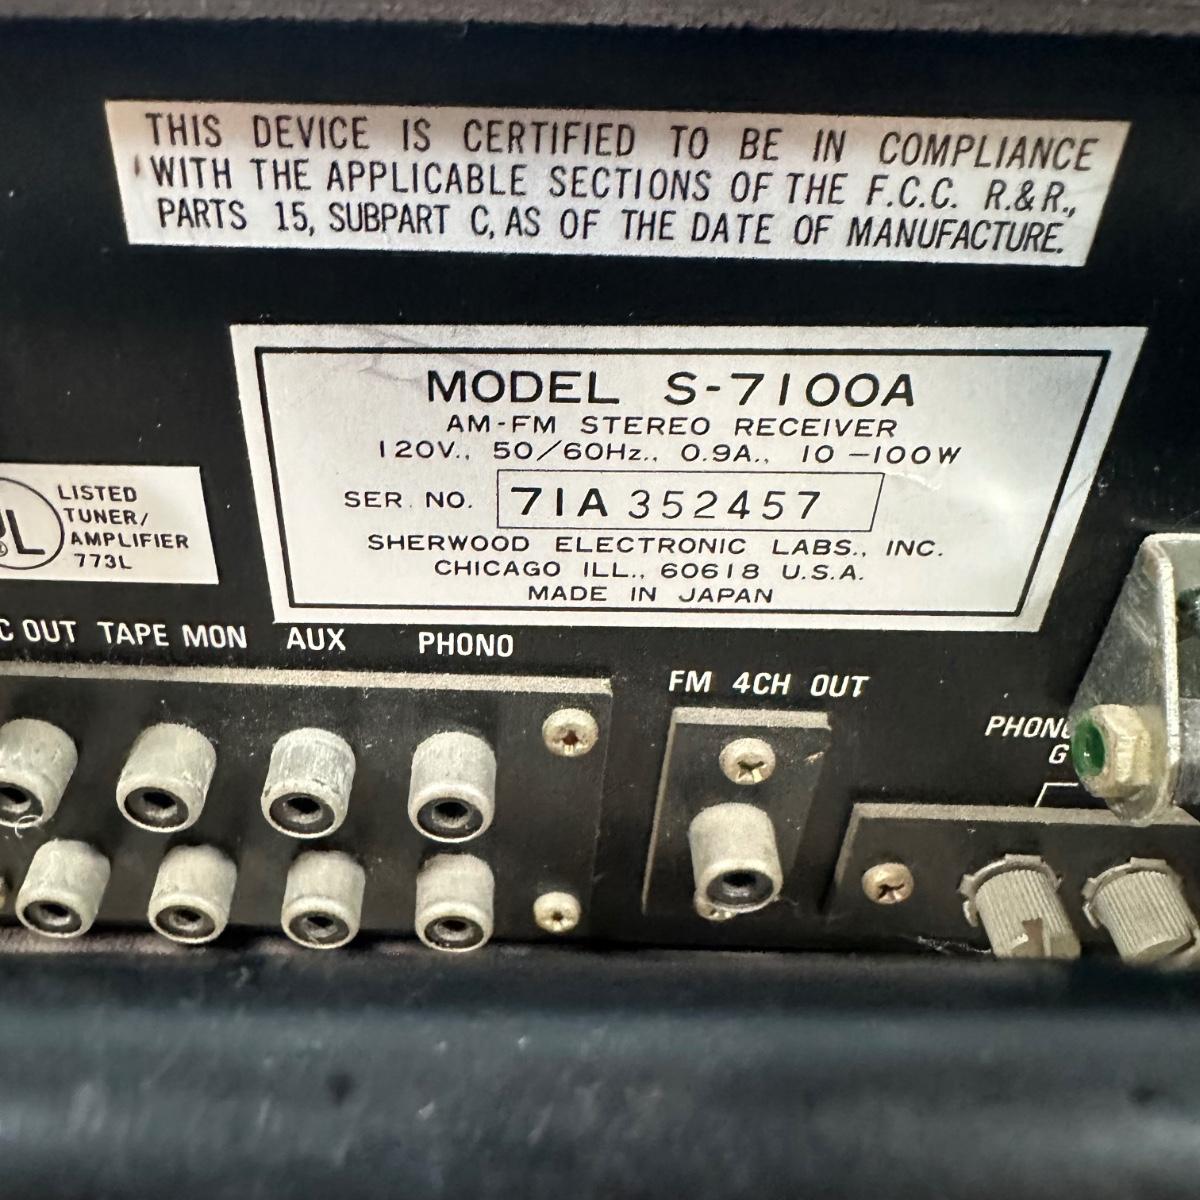 THIS DEVICE IS CERTIFIED TO BE IN COMPLIANCE
WITH THE APPLICABLE SECTIONS OF THE F.C.C. R.&R.,
PARTS 15, SUBPART C, AS OF THE DATE OF MANUFACTURE.
MODEL S-7100A
AM-FM STEREO RECEIVER
120V., 50/60Hz., 0.9A., 10-100W
SER. NO. 71A 352457
SHERWOOD ELECTRONIC LABS., INC.
CHICAGO ILL., 60618 U.S.A.
MADE IN JAPAN
UL®
LISTED
TUNER/
AMPLIFIER
773L
C OUT TAPE MON AUX PHONO
FM 4CH OUT
PHONO
G